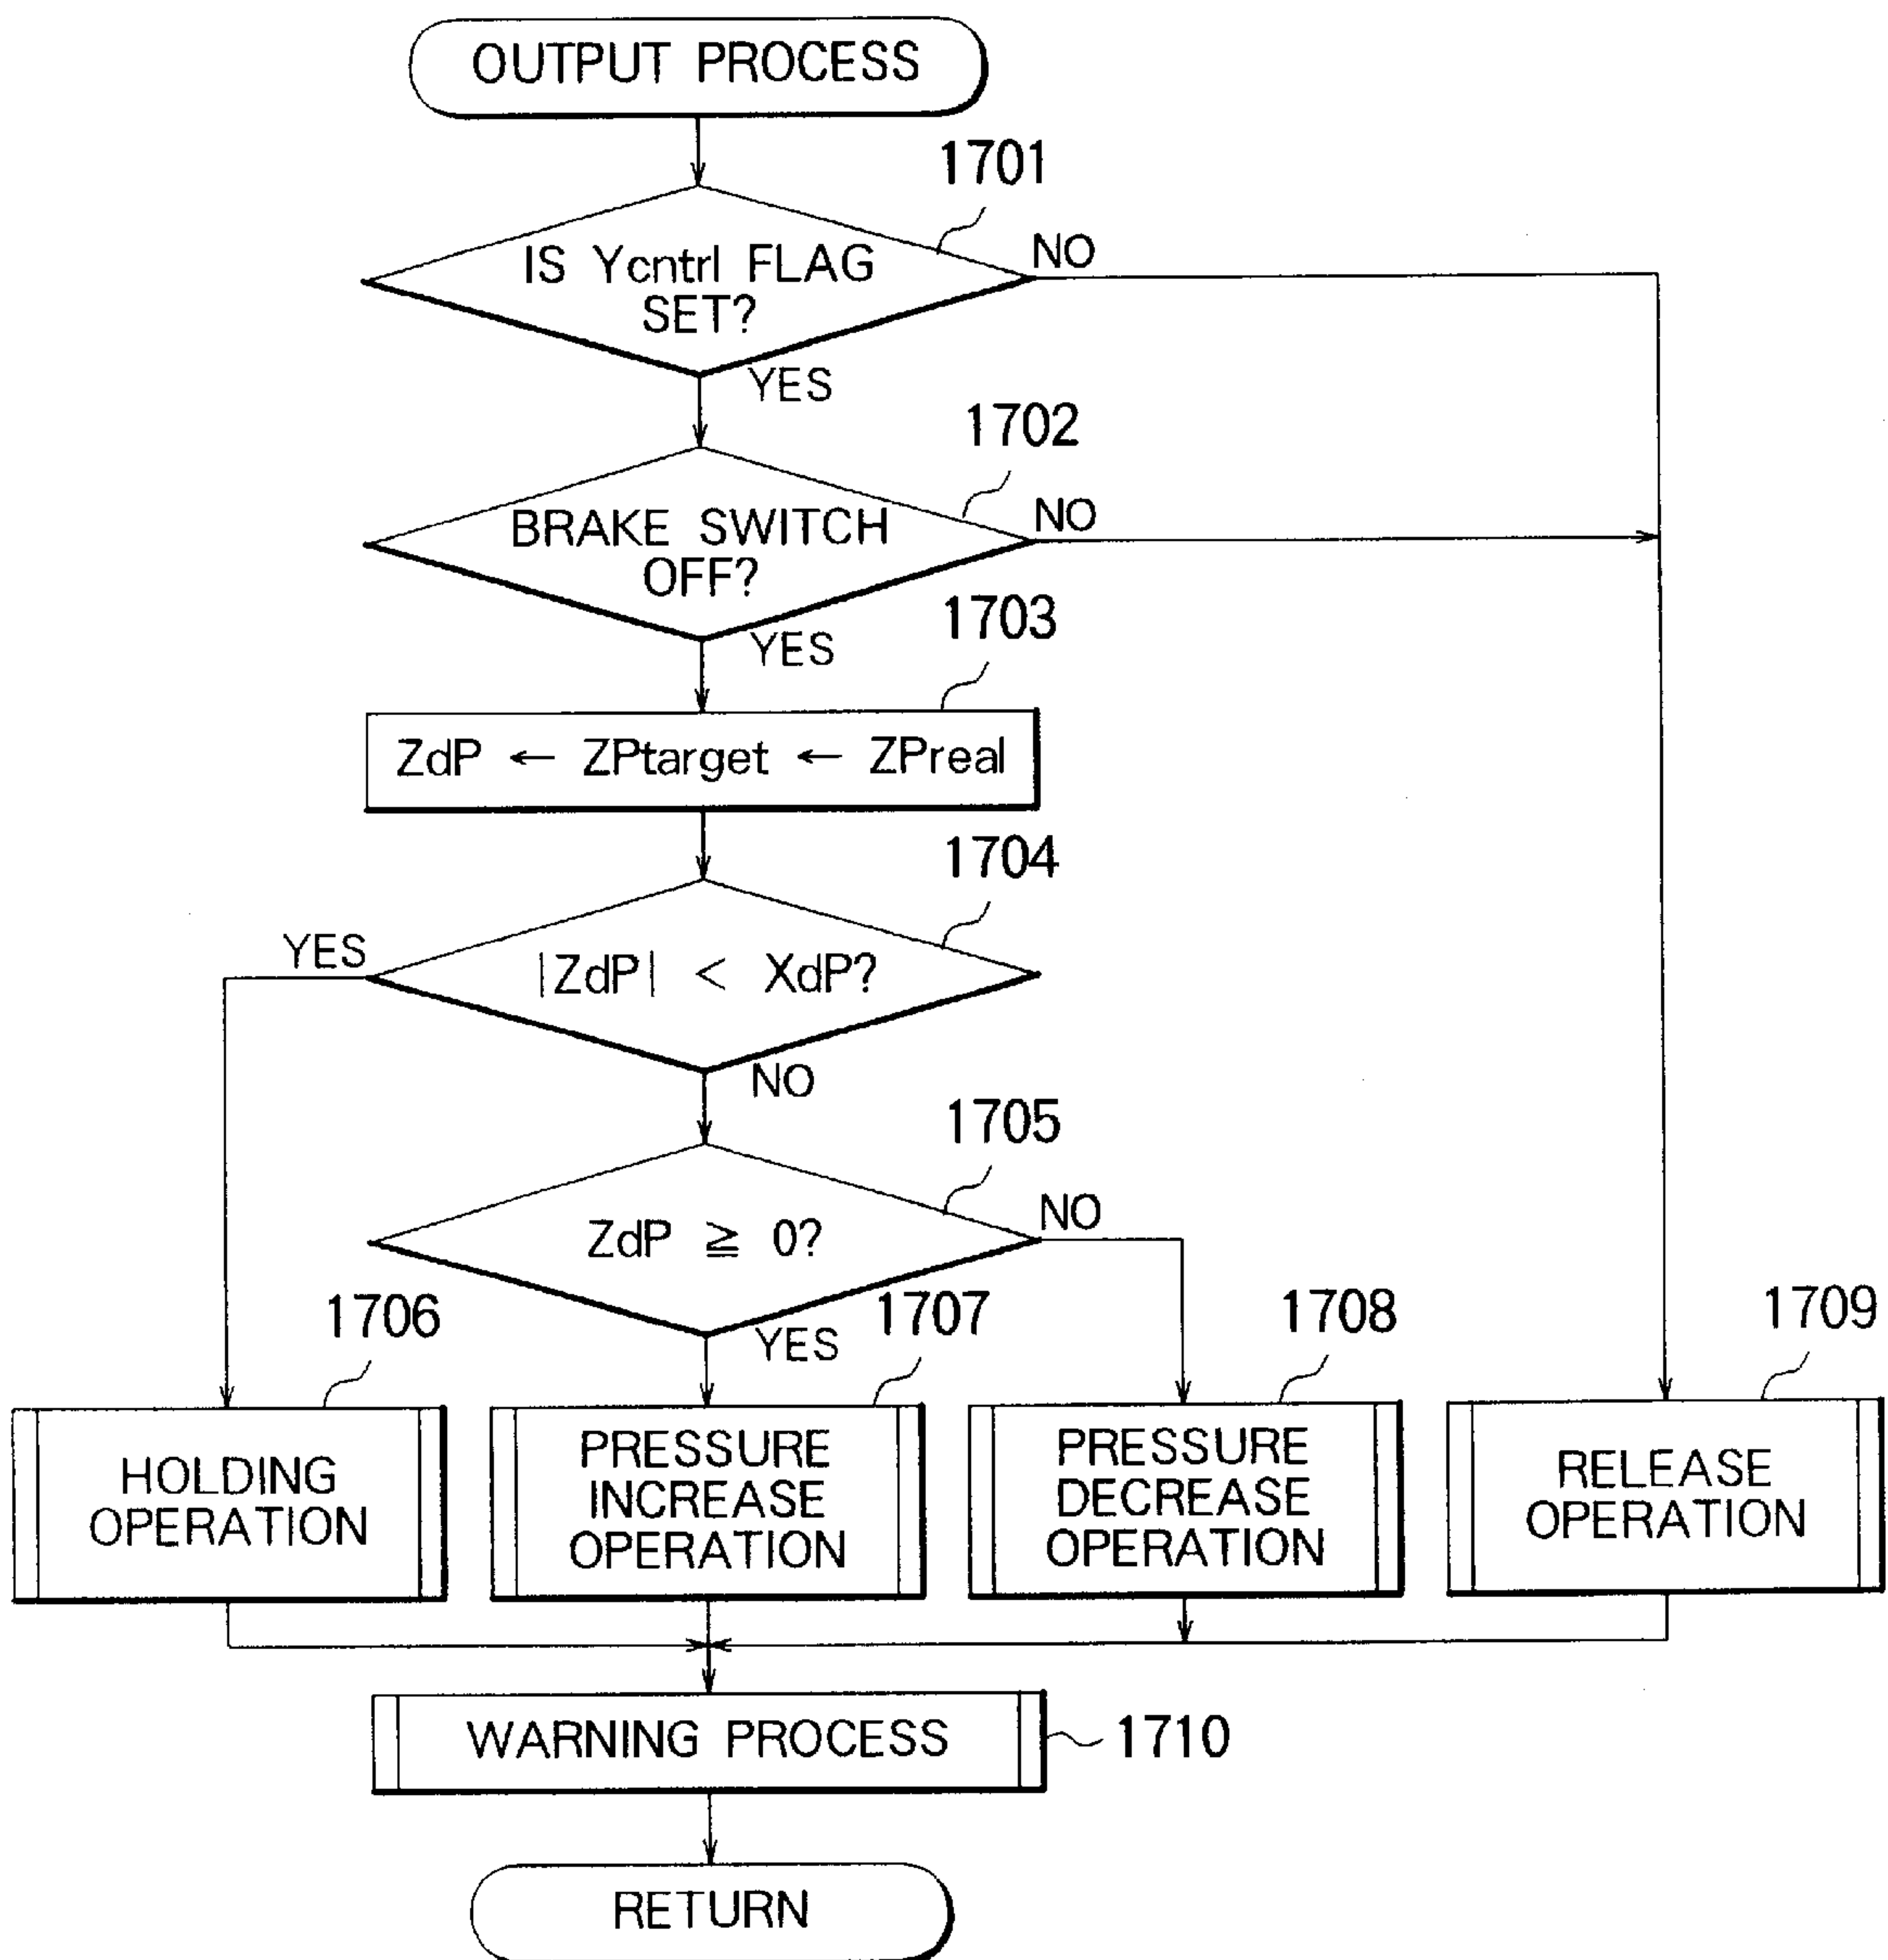 OUTPUT PROCESS
1701
IS Ycntrl FLAG
SET?
NO
YES
1702
BRAKE SWITCH
OFF?
NO
YES
1703
ZdP ← ZPtarget ← ZPreal
1704
YES
|ZdP| < XdP?
NO
1705
ZdP ≧ 0?
NO
YES
1706
1707
1708
1709
HOLDING
OPERATION
PRESSURE
INCREASE
OPERATION
PRESSURE
DECREASE
OPERATION
RELEASE
OPERATION
WARNING PROCESS
1710
RETURN